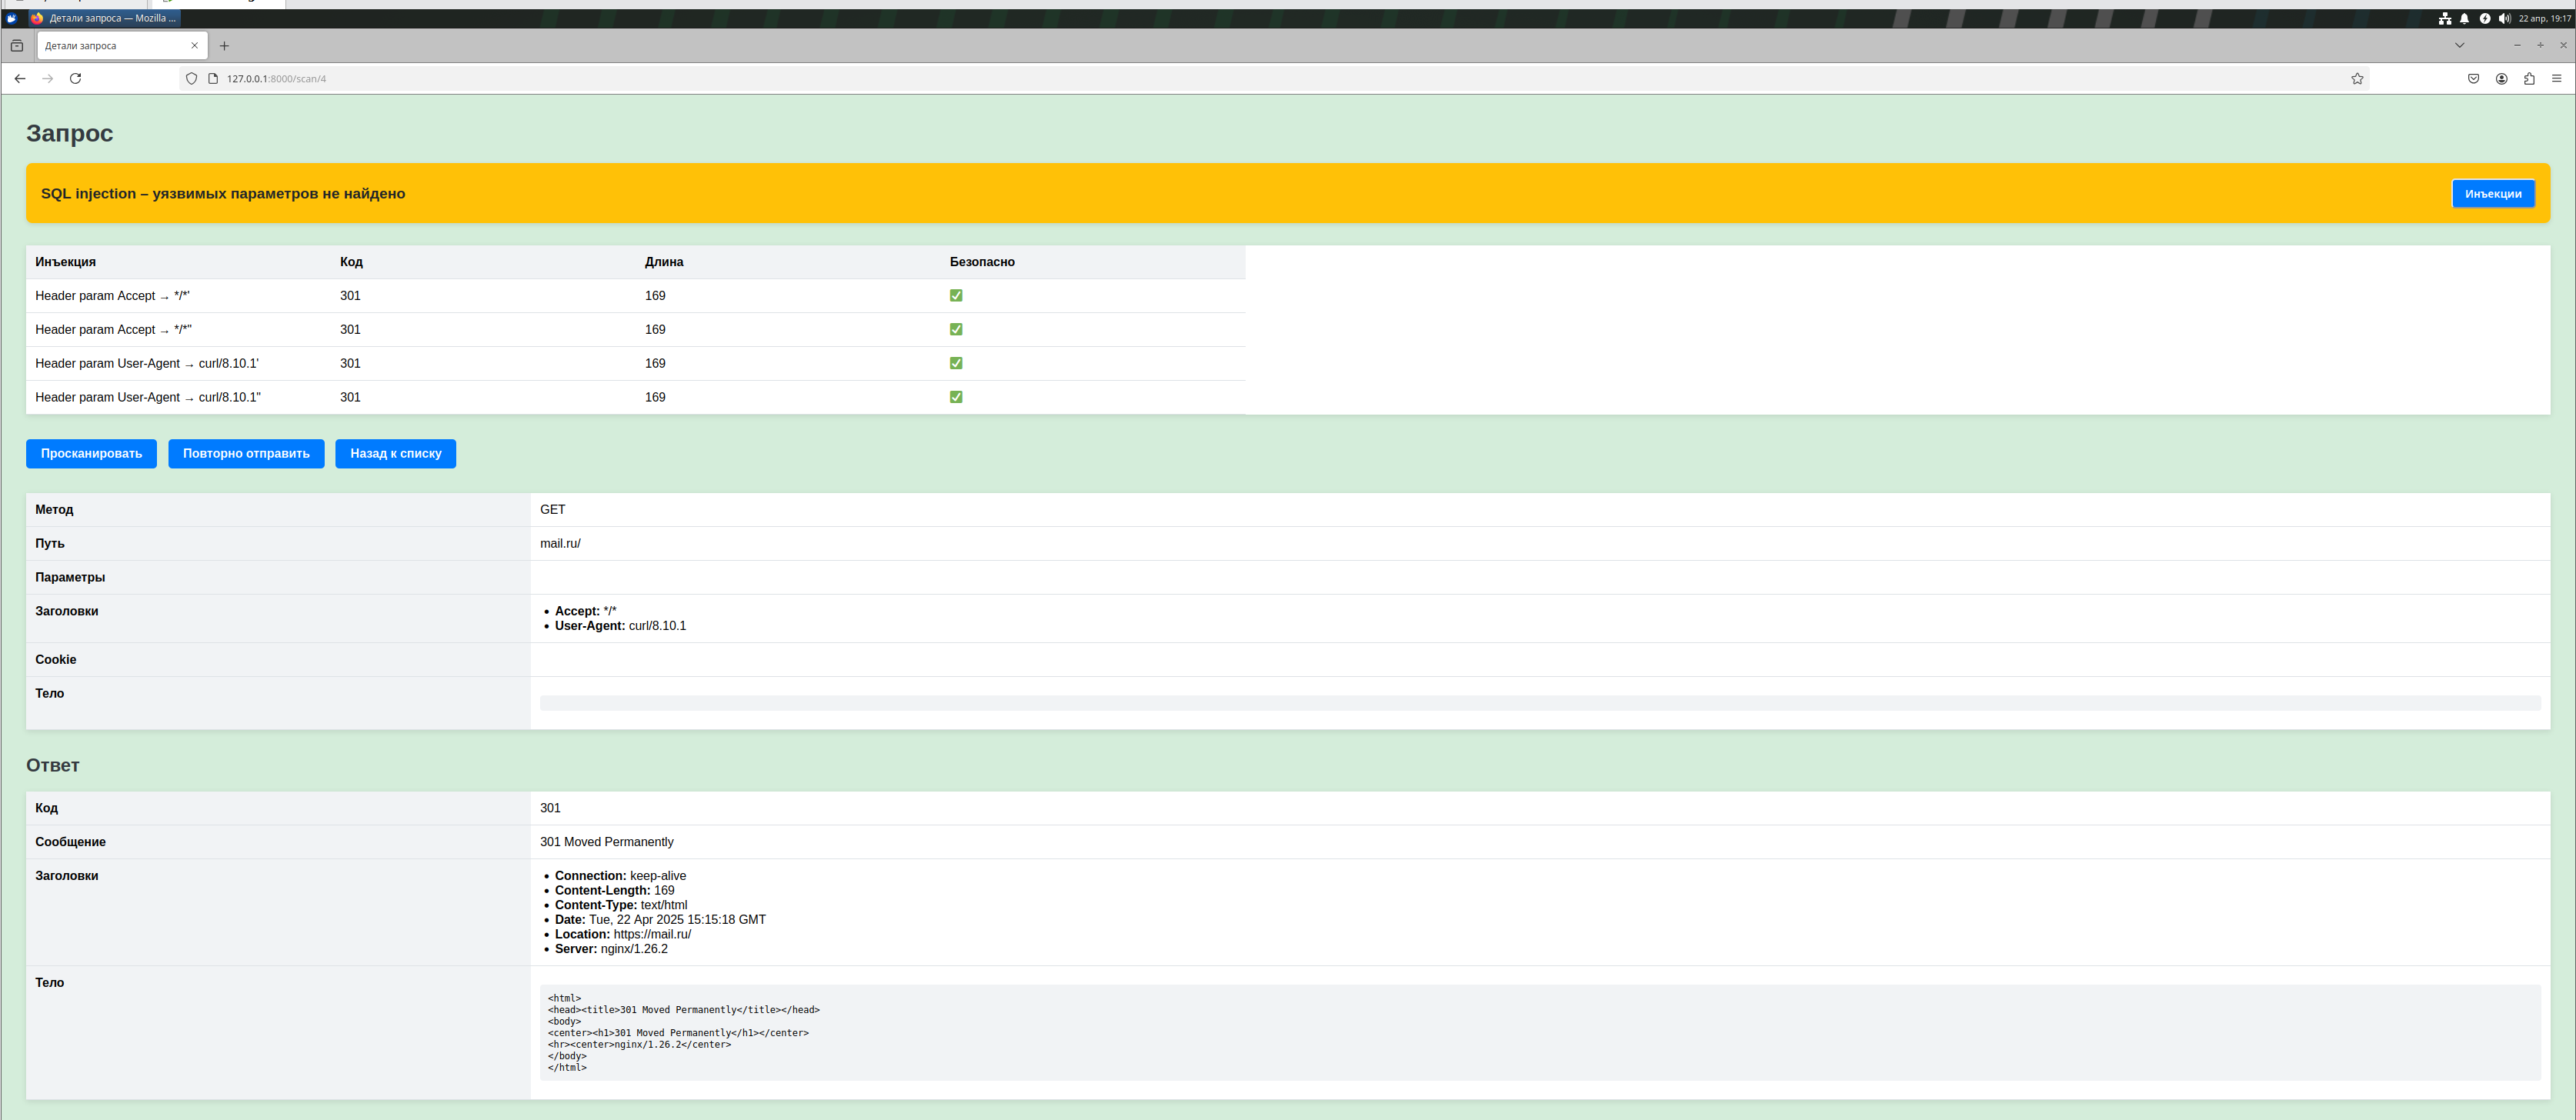 Детали запроса — Mozilla ...
22 апр, 19:17
Детали запроса
127.0.0.1:8000/scan/4
Запрос
SQL injection – уязвимых параметров не найдено
Инъекции
Инъекция Код Длина Безопасно
Header param Accept → */*' 301 169 ✅
Header param Accept → */*" 301 169 ✅
Header param User-Agent → curl/8.10.1' 301 169 ✅
Header param User-Agent → curl/8.10.1" 301 169 ✅
Просканировать Повторно отправить Назад к списку
Метод GET
Путь mail.ru/
Параметры
Заголовки
• Accept: */*
• User-Agent: curl/8.10.1
Cookie
Тело
Ответ
Код 301
Сообщение 301 Moved Permanently
Заголовки
• Connection: keep-alive
• Content-Length: 169
• Content-Type: text/html
• Date: Tue, 22 Apr 2025 15:15:18 GMT
• Location: https://mail.ru/
• Server: nginx/1.26.2
Тело
<html>
<head><title>301 Moved Permanently</title></head>
<body>
<center><h1>301 Moved Permanently</h1></center>
<hr><center>nginx/1.26.2</center>
</body>
</html>